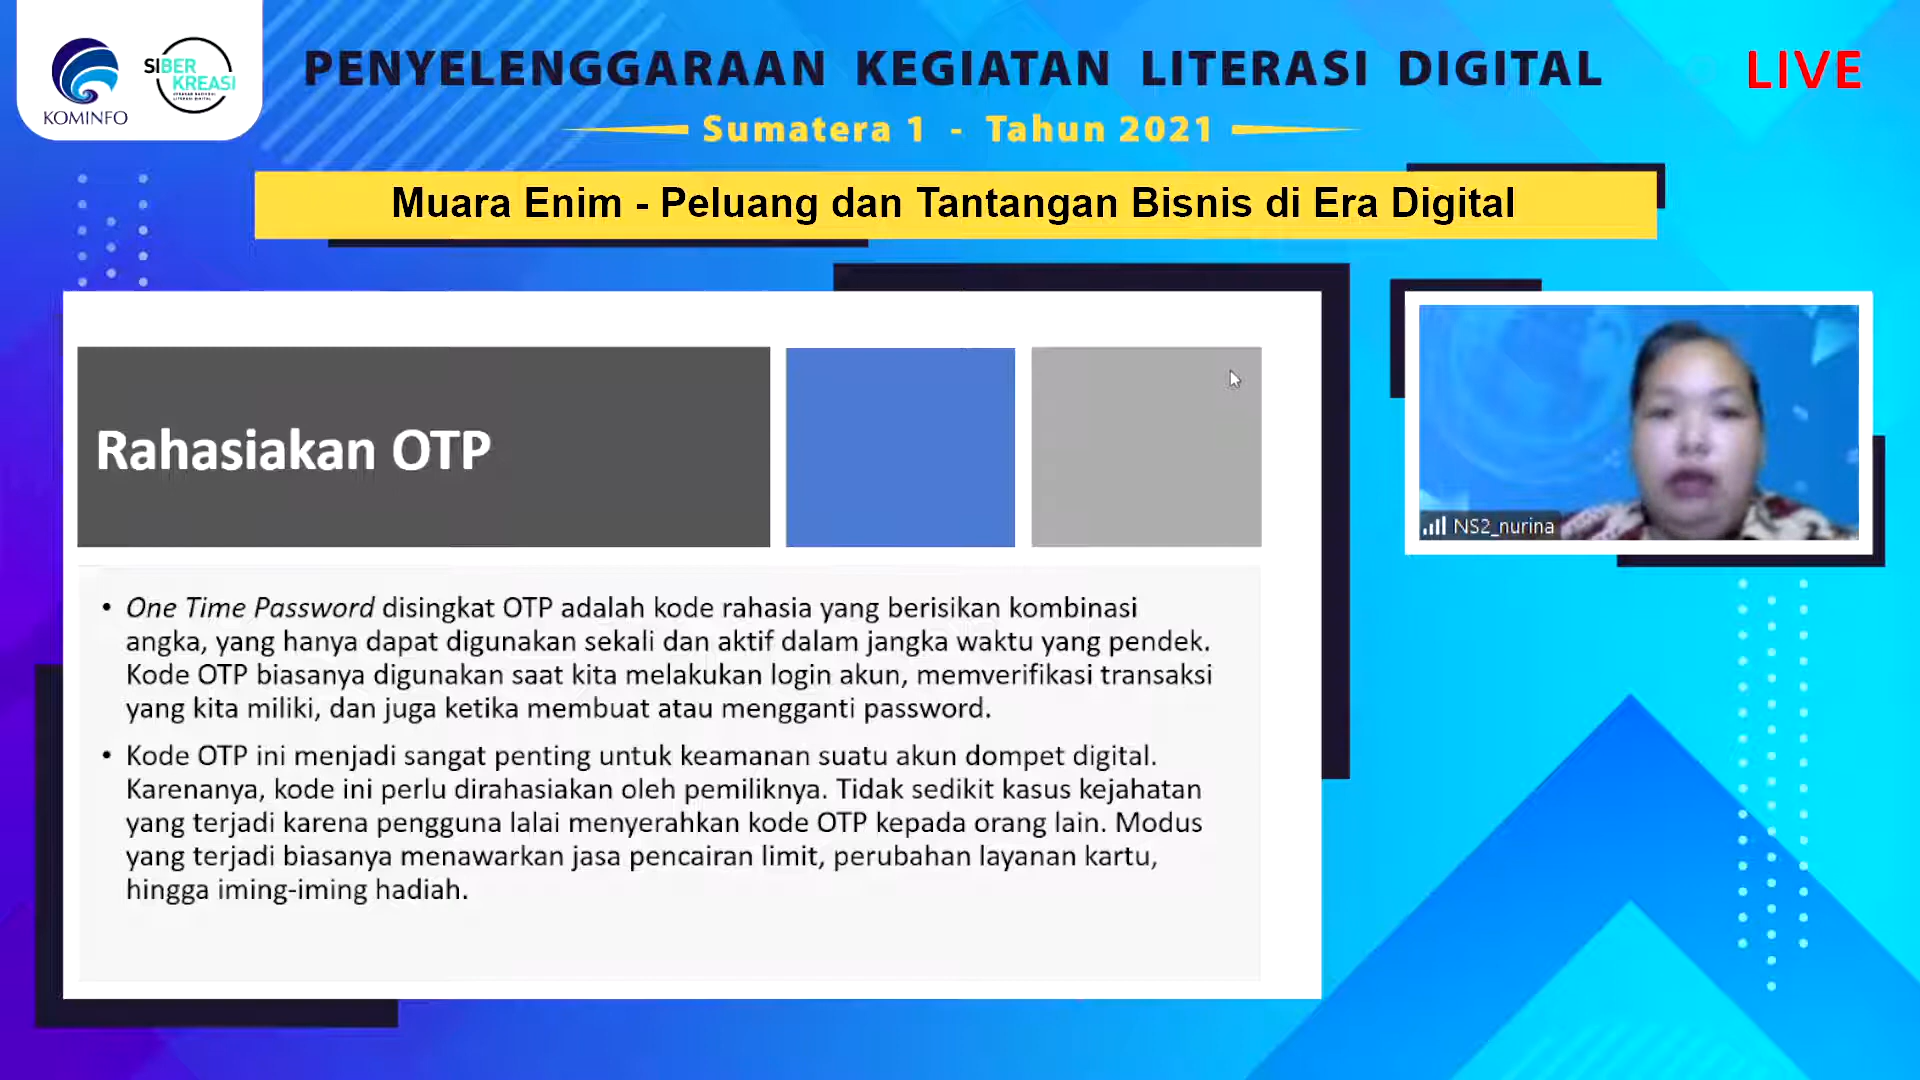 KOMINFO
SIBER
KREASI
PENYELENGGARAAN KEGIATAN LITERASI DIGITAL
LIVE
Sumatera 1 - Tahun 2021
Muara Enim - Peluang dan Tantangan Bisnis di Era Digital
Rahasiakan OTP
NS2_nurina
• One Time Password disingkat OTP adalah kode rahasia yang berisikan kombinasi
angka, yang hanya dapat digunakan sekali dan aktif dalam jangka waktu yang pendek.
Kode OTP biasanya digunakan saat kita melakukan login akun, memverifikasi transaksi
yang kita miliki, dan juga ketika membuat atau mengganti password.
• Kode OTP ini menjadi sangat penting untuk keamanan suatu akun dompet digital.
Karenanya, kode ini perlu dirahasiakan oleh pemiliknya. Tidak sedikit kasus kejahatan
yang terjadi karena pengguna lalai menyerahkan kode OTP kepada orang lain. Modus
yang terjadi biasanya menawarkan jasa pencairan limit, perubahan layanan kartu,
hingga iming-iming hadiah.